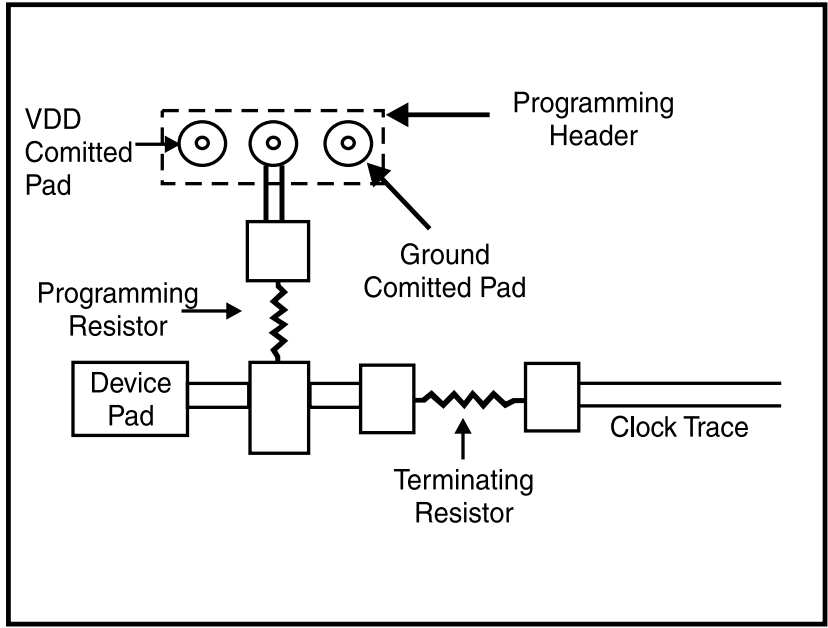 VDD
Comitted
Pad
Programming
Header
Ground
Comitted Pad
Programming
Resistor
Device
Pad
Clock Trace
Terminating
Resistor